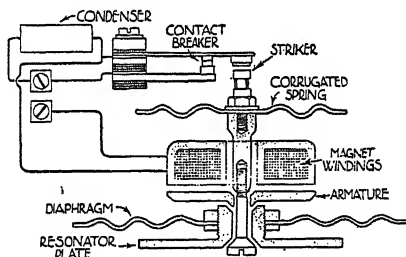 CONDENSER
CONTACT
BREAKER
STRIKER
CORRUGATED
SPRING
MAGNET
WINDINGS
ARMATURE
DIAPHRAGM
RESONATOR
PLATE